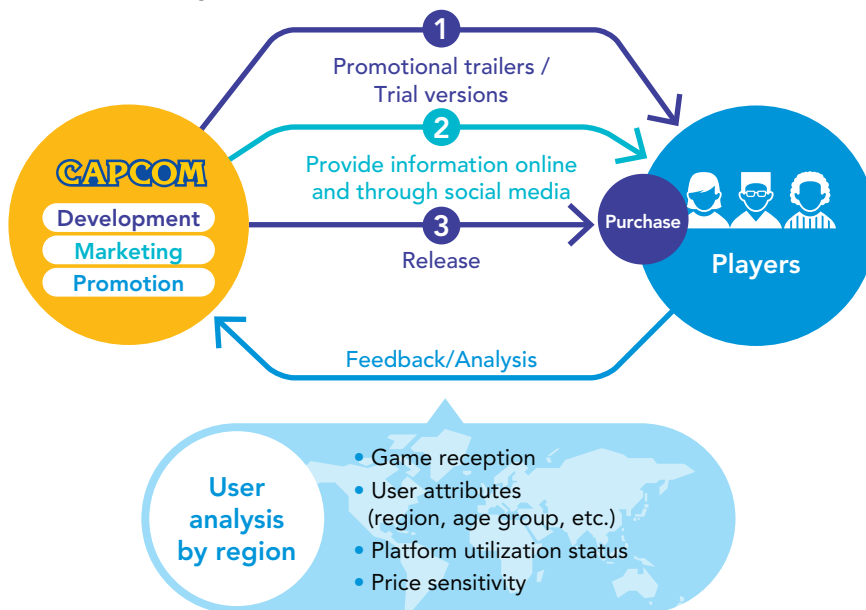 1
Promotional trailers /
Trial versions
2
Provide information online
and through social media
CAPCOM
Development
Marketing
Promotion
3
Release
Purchase
Players
Feedback/Analysis
User
analysis
by region
• Game reception
• User attributes
(region, age group, etc.)
• Platform utilization status
• Price sensitivity